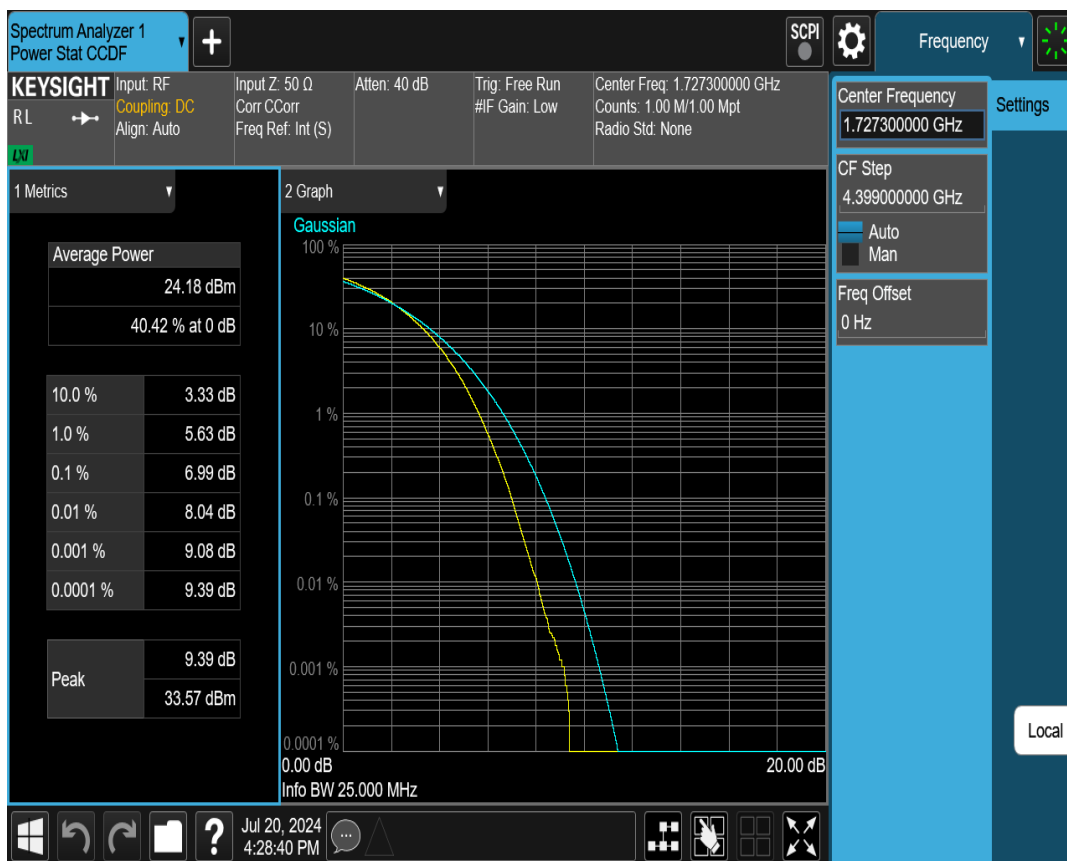 Spectrum Analyzer 1
Power Stat CCDF
+
SCPI
Frequency
KEYSIGHT
RL
LXI
Input: RF
Coupling: DC
Align: Auto
Input Z: 50 Ω
Corr CCorr
Freq Ref: Int (S)
Atten: 40 dB
Trig: Free Run
#IF Gain: Low
Center Freq: 1.727300000 GHz
Counts: 1.00 M/1.00 Mpt
Radio Std: None
Center Frequency
1.727300000 GHz
Settings
CF Step
4.399000000 GHz
Auto
Man
Freq Offset
0 Hz
Local
1 Metrics
Average Power
24.18 dBm
40.42 % at 0 dB
10.0 % 3.33 dB
1.0 % 5.63 dB
0.1 % 6.99 dB
0.01 % 8.04 dB
0.001 % 9.08 dB
0.0001 % 9.39 dB
Peak
9.39 dB
33.57 dBm
2 Graph
Gaussian
100 %
10 %
1 %
0.1 %
0.01 %
0.001 %
0.0001 %
0.00 dB 20.00 dB
Info BW 25.000 MHz
?
Jul 20, 2024
4:28:40 PM